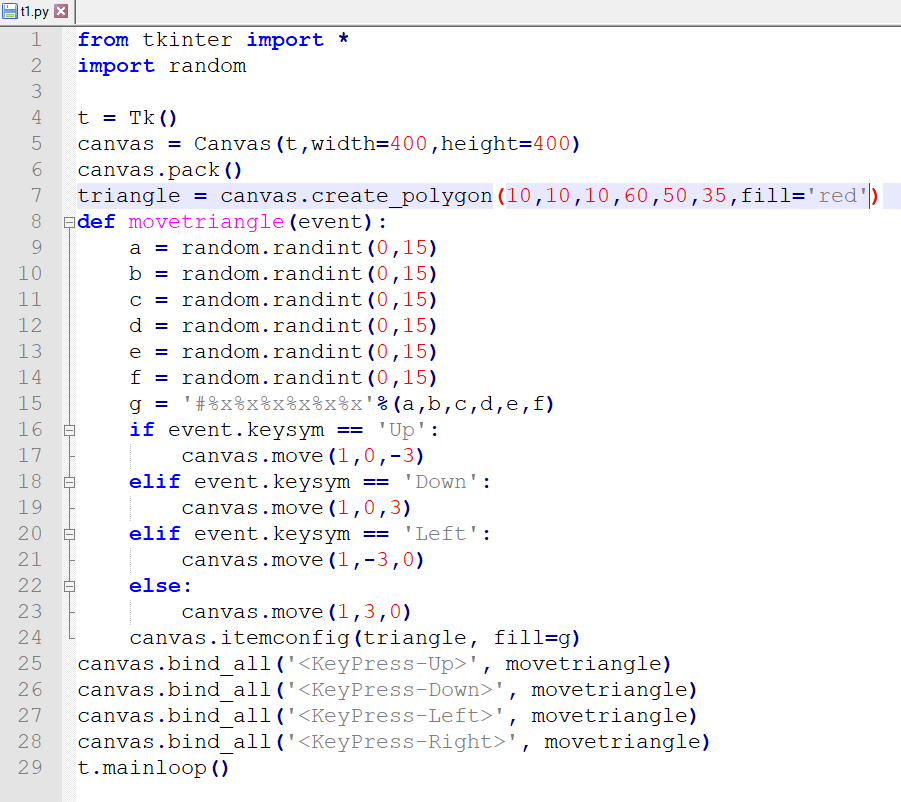 t1.py
1 from tkinter import *
2 import random
3
4 t = Tk()
5 canvas = Canvas(t,width=400,height=400)
6 canvas.pack()
7 triangle = canvas.create_polygon(10,10,10,60,50,35,fill='red')
8 def movetriangle(event):
9     a = random.randint(0,15)
10     b = random.randint(0,15)
11     c = random.randint(0,15)
12     d = random.randint(0,15)
13     e = random.randint(0,15)
14     f = random.randint(0,15)
15     g = '#%x%x%x%x%x%x'%(a,b,c,d,e,f)
16     if event.keysym == 'Up':
17         canvas.move(1,0,-3)
18     elif event.keysym == 'Down':
19         canvas.move(1,0,3)
20     elif event.keysym == 'Left':
21         canvas.move(1,-3,0)
22     else:
23         canvas.move(1,3,0)
24     canvas.itemconfig(triangle, fill=g)
25 canvas.bind_all('<KeyPress-Up>', movetriangle)
26 canvas.bind_all('<KeyPress-Down>', movetriangle)
27 canvas.bind_all('<KeyPress-Left>', movetriangle)
28 canvas.bind_all('<KeyPress-Right>', movetriangle)
29 t.mainloop()